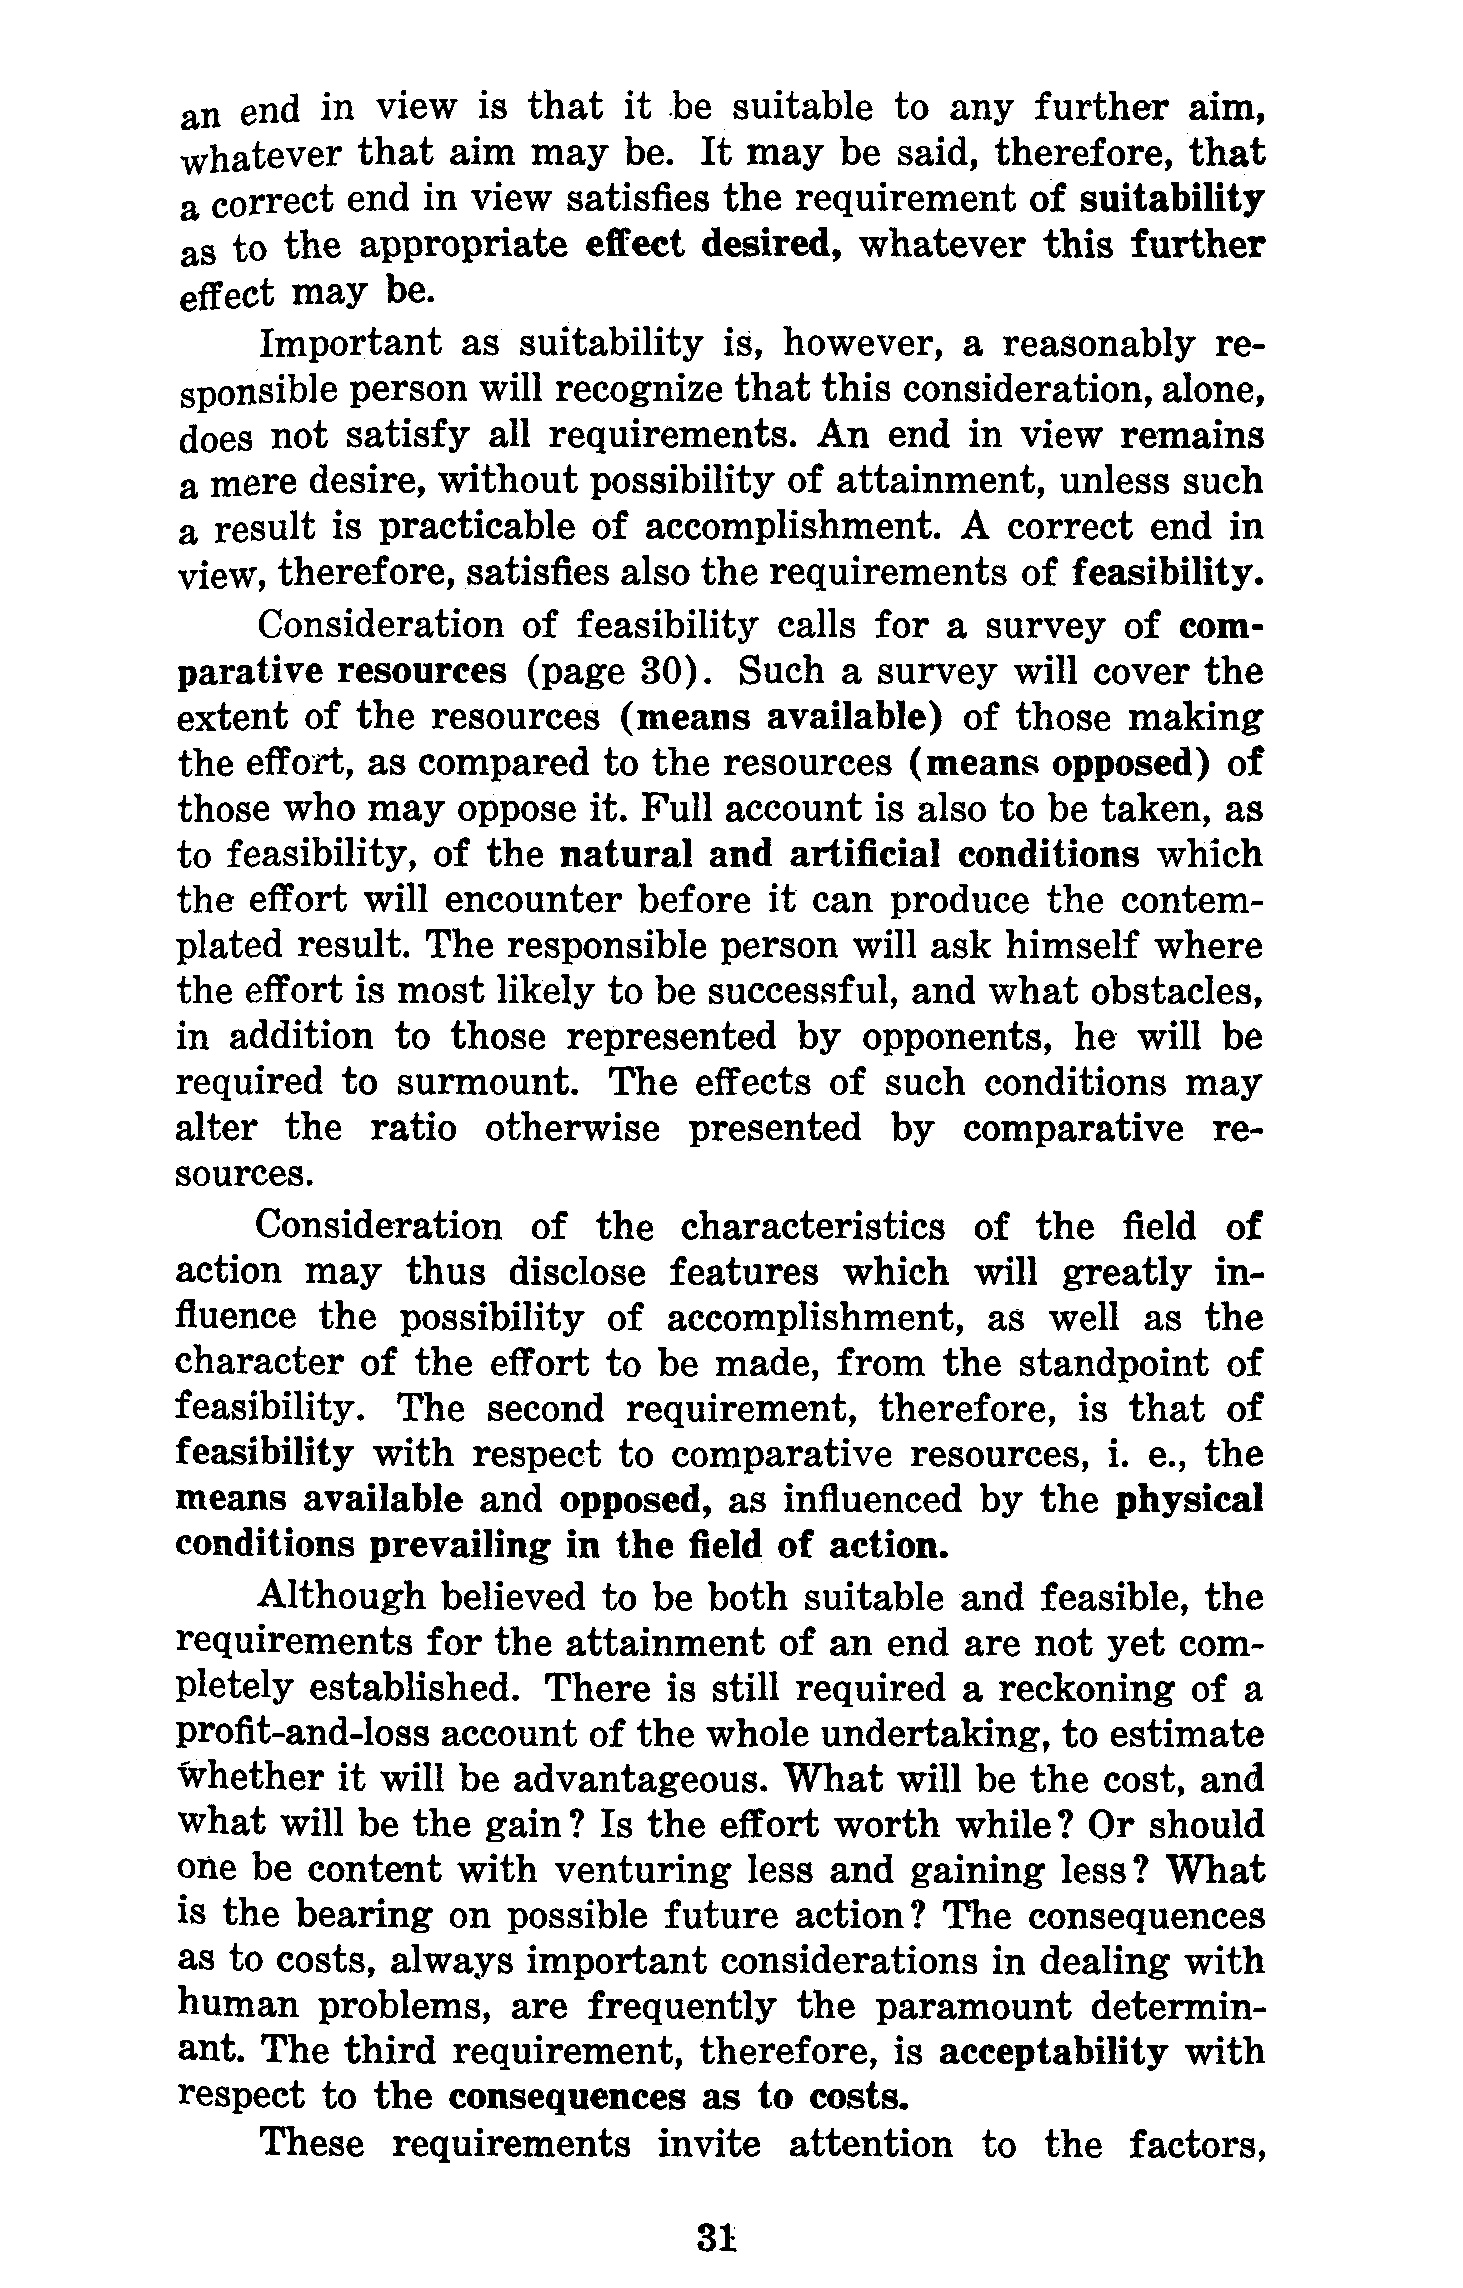 an end in view is that it be suitable to any further aim,
whatever that aim may be. It may be said, therefore, that
a correct end in view satisfies the requirement of suitability
as to the appropriate effect desired, whatever this further
effect may be.
Important as suitability is, however, a reasonably re-
sponsible person will recognize that this consideration, alone,
does not satisfy all requirements. An end in view remains
a mere desire, without possibility of attainment, unless such
a result is practicable of accomplishment. A correct end in
view, therefore, satisfies also the requirements of feasibility.
Consideration of feasibility calls for a survey of com-
parative resources (page 30). Such a survey will cover the
extent of the resources (means available) of those making
the effort, as compared to the resources (means opposed) of
those who may oppose it. Full account is also to be taken, as
to feasibility, of the natural and artificial conditions which
the effort will encounter before it can produce the contem-
plated result. The responsible person will ask himself where
the effort is most likely to be successful, and what obstacles,
in addition to those represented by opponents, he will be
required to surmount. The effects of such conditions may
alter the ratio otherwise presented by comparative re-
sources.
Consideration of the characteristics of the field of
action may thus disclose features which will greatly in-
fluence the possibility of accomplishment, as well as the
character of the effort to be made, from the standpoint of
feasibility. The second requirement, therefore, is that of
feasibility with respect to comparative resources, i. e., the
means available and opposed, as influenced by the physical
conditions prevailing in the field of action.
Although believed to be both suitable and feasible, the
requirements for the attainment of an end are not yet com-
pletely established. There is still required a reckoning of a
profit-and-loss account of the whole undertaking, to estimate
whether it will be advantageous. What will be the cost, and
what will be the gain? Is the effort worth while? Or should
one be content with venturing less and gaining less? What
is the bearing on possible future action? The consequences
as to costs, always important considerations in dealing with
human problems, are frequently the paramount determin-
ant. The third requirement, therefore, is acceptability with
respect to the consequences as to costs.
These requirements invite attention to the factors,
31